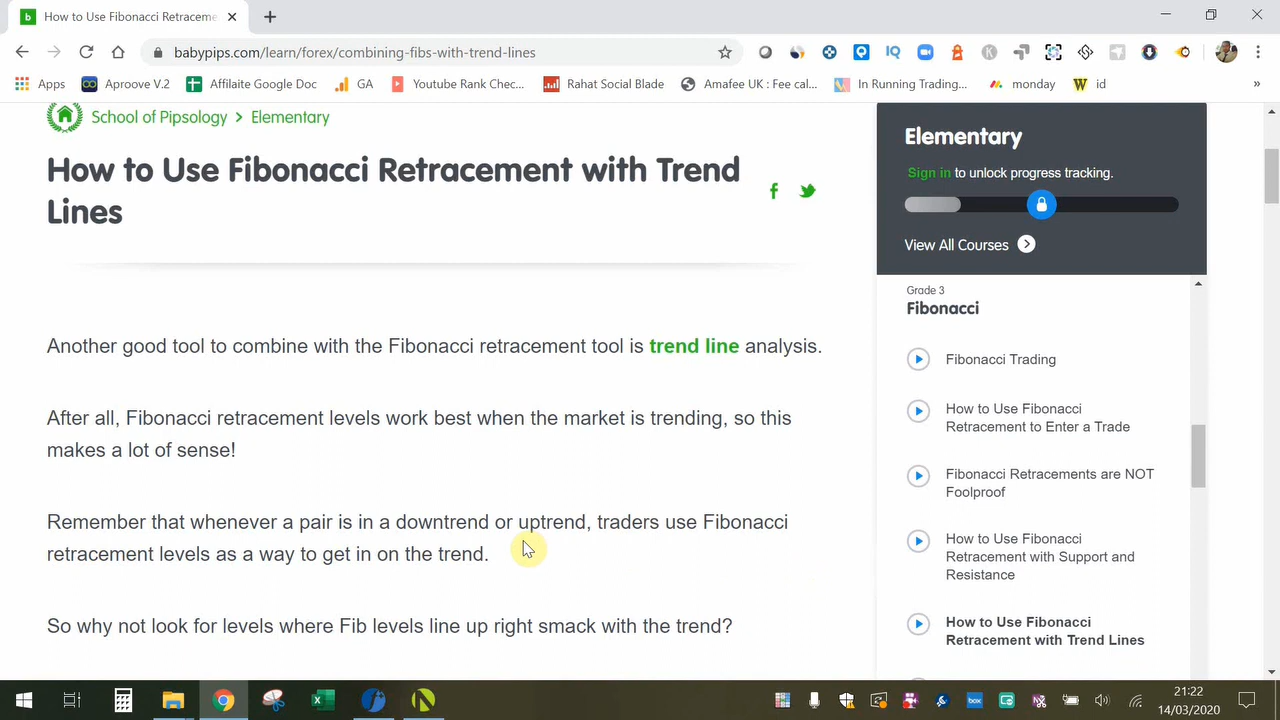 How to Use Fibonacci Retraceme
babypips.com/learn/forex/combining-fibs-with-trend-lines
Apps
Aproove V.2
Affilaite Google Doc
GA
Youtube Rank Chec...
Rahat Social Blade
Amafee UK : Fee cal...
In Running Trading...
monday
id
School of Pipsology > Elementary
How to Use Fibonacci Retracement with Trend
Lines
Another good tool to combine with the Fibonacci retracement tool is trend line analysis.
After all, Fibonacci retracement levels work best when the market is trending, so this
makes a lot of sense!
Remember that whenever a pair is in a downtrend or uptrend, traders use Fibonacci
retracement levels as a way to get in on the trend.
So why not look for levels where Fib levels line up right smack with the trend?
Elementary
Sign in to unlock progress tracking.
View All Courses
Grade 3
Fibonacci
Fibonacci Trading
How to Use Fibonacci
Retracement to Enter a Trade
Fibonacci Retracements are NOT
Foolproof
How to Use Fibonacci
Retracement with Support and
Resistance
How to Use Fibonacci
Retracement with Trend Lines
21:22
14/03/2020